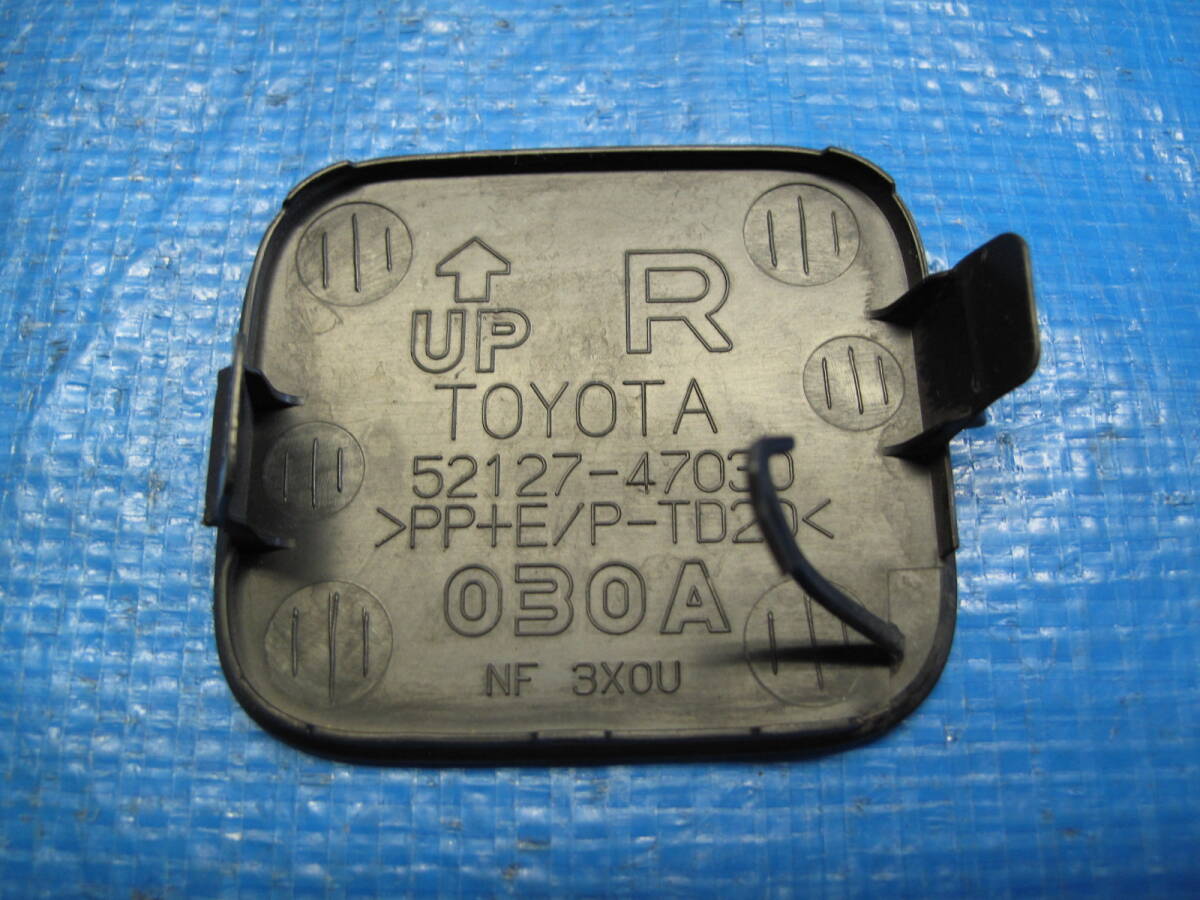 UP R
TOYOTA
52127-47030
>PP+E/P-TD20<
030A
NF 3X0U